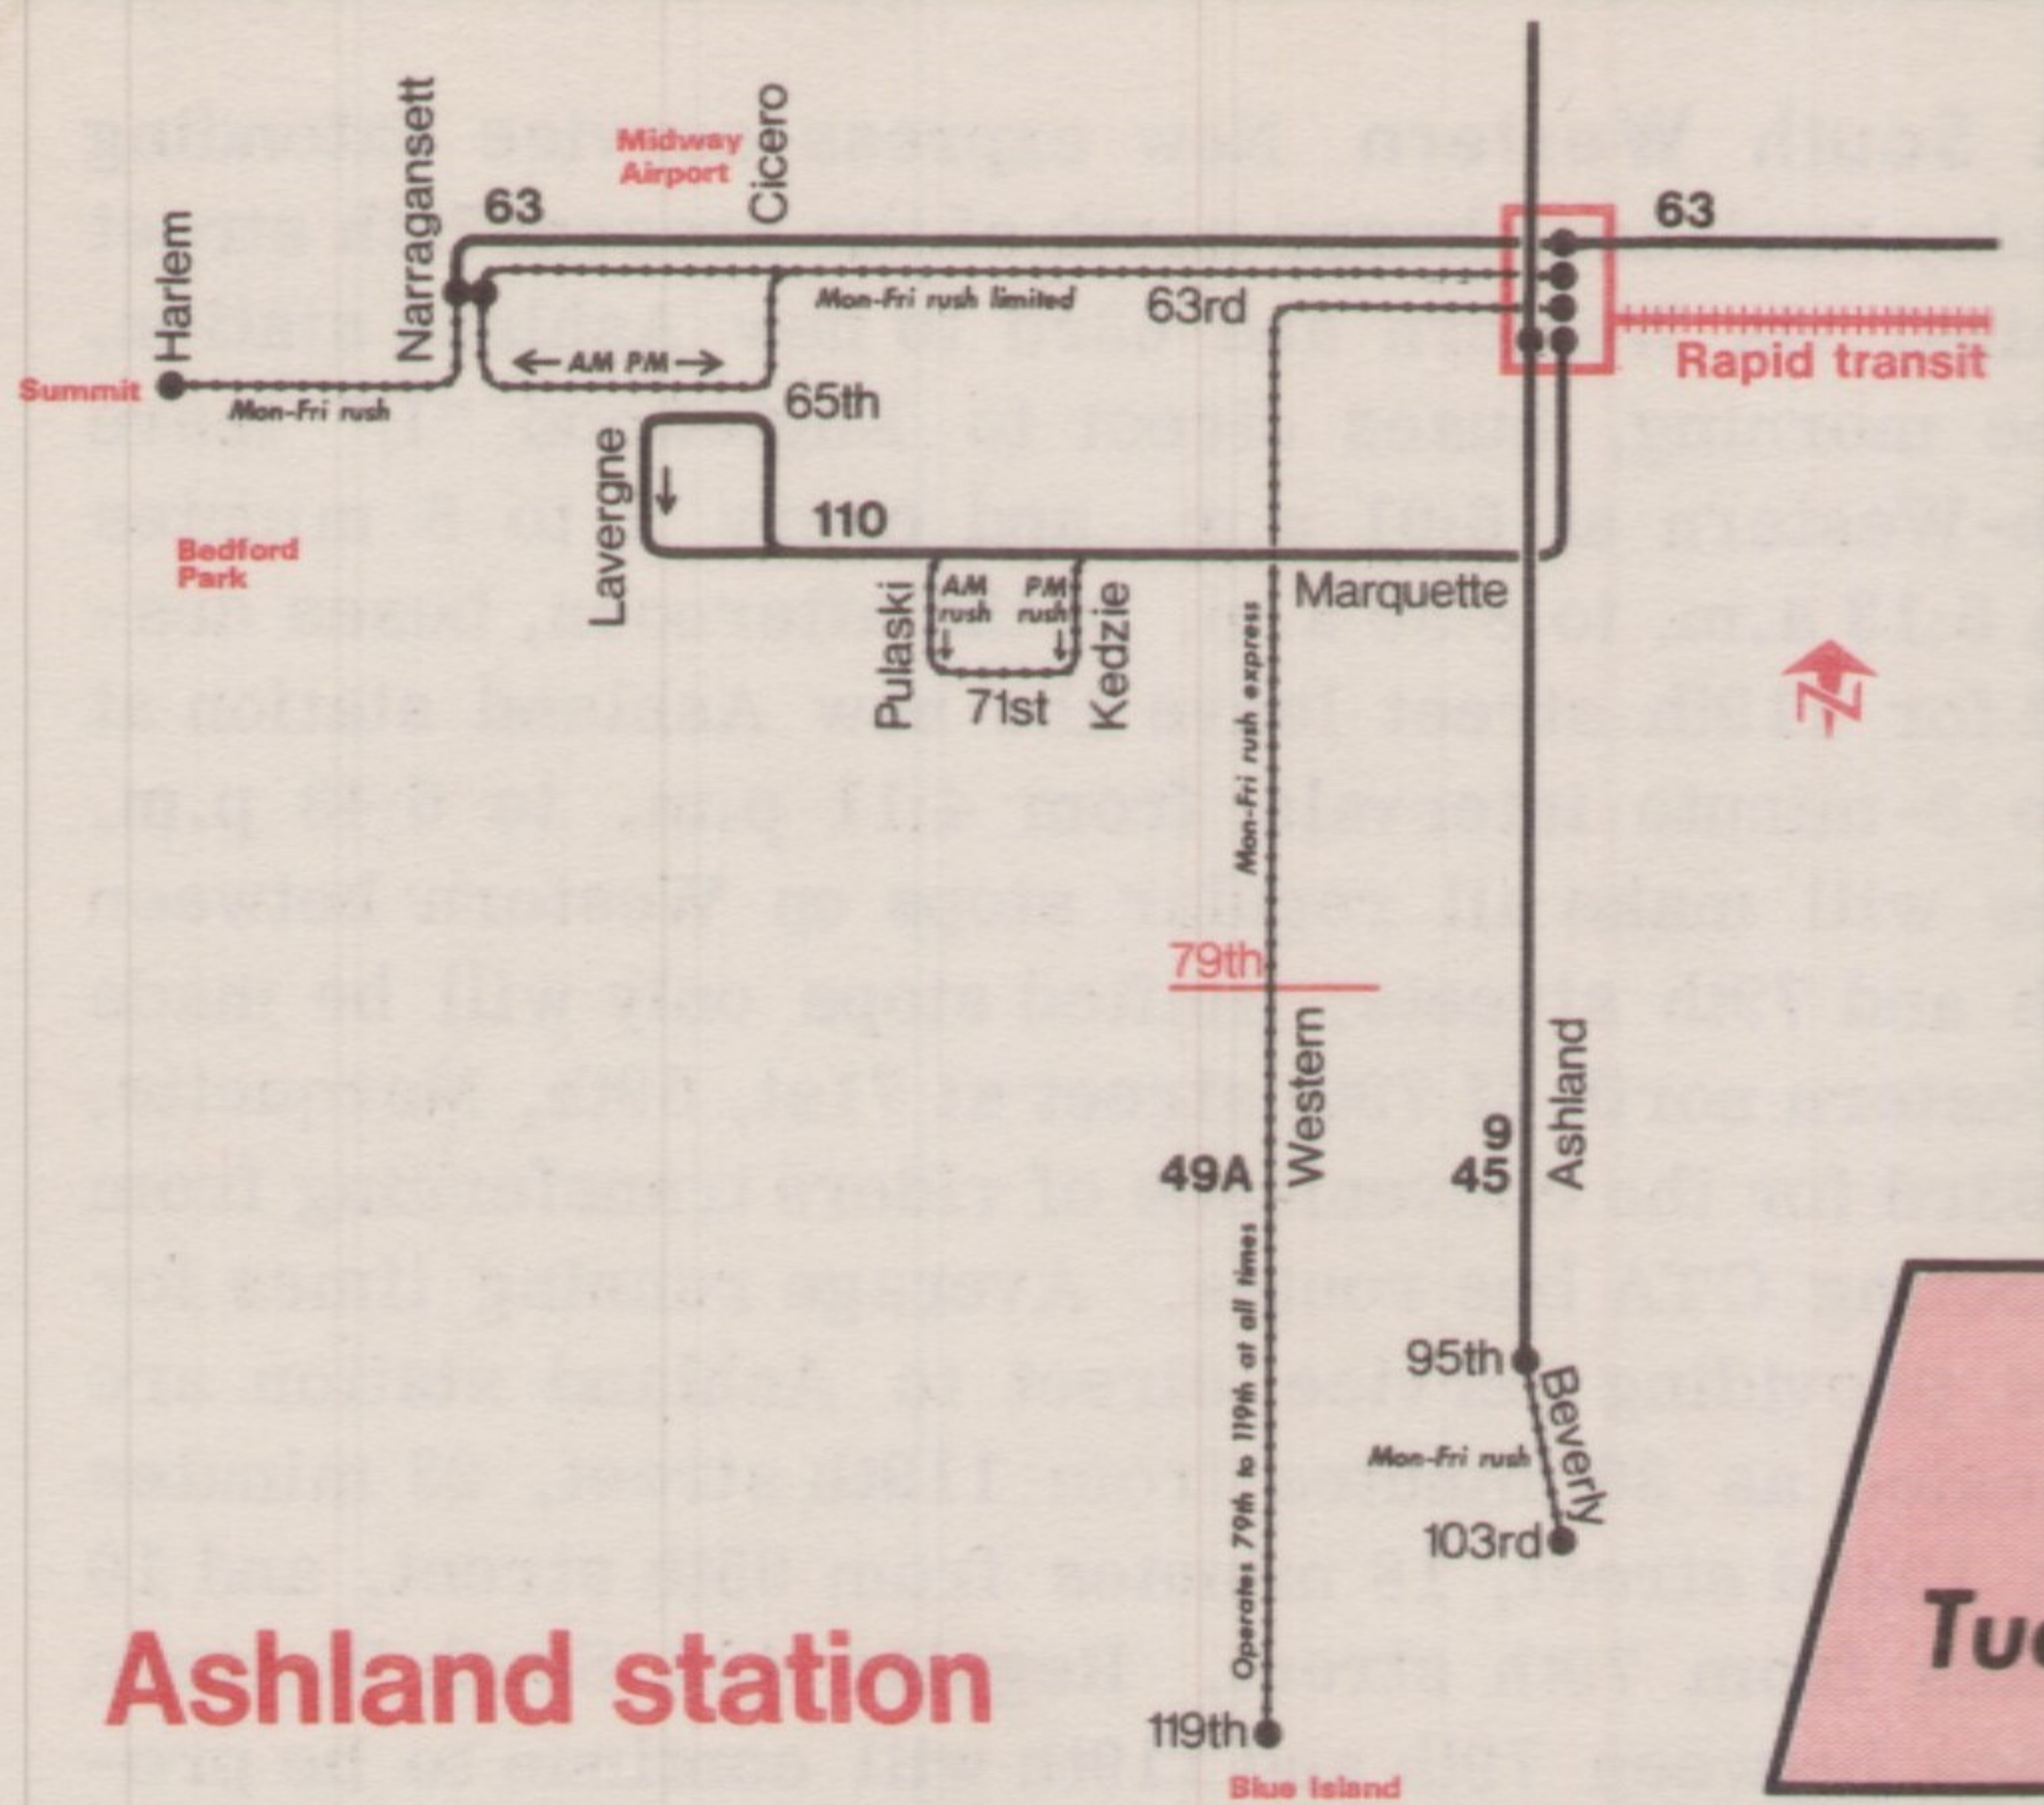 Narragansett
Midway
Airport
Cicero
Harlem
63
63
Mon-Fri rush limited
63rd
Rapid transit
← AM PM →
Summit
Mon-Fri rush
65th
Lavergne
110
Bedford
Park
Pulaski
AM
rush
PM
rush
Kedzie
Marquette
71st
N
Mon-Fri rush express
79th
Western
Ashland
49A
9
45
Operates 79th to 119th at all times
95th
Beverly
Mon-Fri rush
103rd
Ashland station
119th
Blue Island